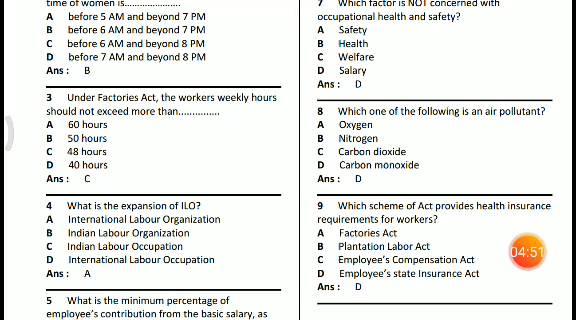 time of women is......................
A before 5 AM and beyond 7 PM
B before 6 AM and beyond 7 PM
C before 6 AM and beyond 8 PM
D before 7 AM and beyond 8 PM
Ans : B
3 Under Factories Act, the workers weekly hours
should not exceed more than...............
A 60 hours
B 50 hours
C 48 hours
D 40 hours
Ans : C
4 What is the expansion of ILO?
A International Labour Organization
B Indian Labour Organization
C Indian Labour Occupation
D International Labour Occupation
Ans : A
5 What is the minimum percentage of
employee's contribution from the basic salary, as
7 Which factor is NOT concerned with
occupational health and safety?
A Safety
B Health
C Welfare
D Salary
Ans : D
8 Which one of the following is an air pollutant?
A Oxygen
B Nitrogen
C Carbon dioxide
D Carbon monoxide
Ans : D
9 Which scheme of Act provides health insurance
requirements for workers?
A Factories Act
B Plantation Labor Act
C Employee's Compensation Act
D Employee's state Insurance Act
Ans : D
04:51